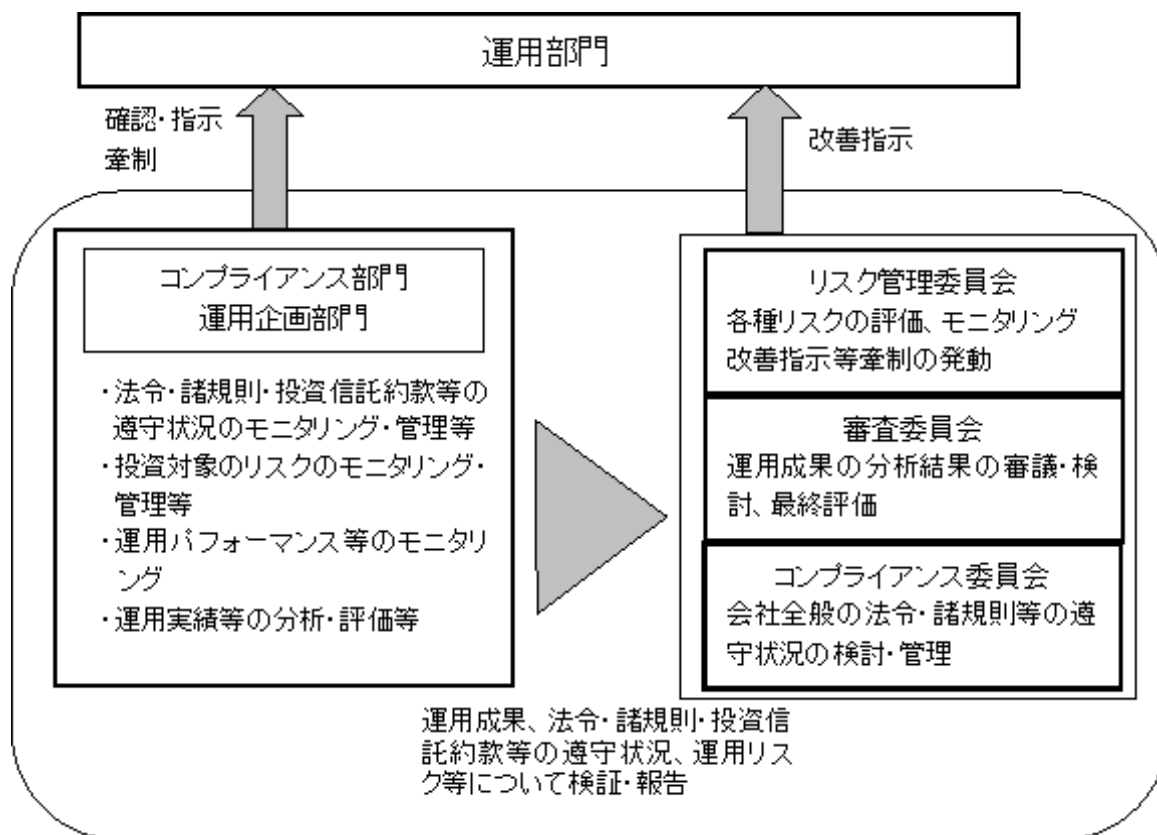 運用部門
確認・指示
牽制
改善指示
コンプライアンス部門
運用企画部門
・法令・諸規則・投資信託約款等の
遵守状況のモニタリング・管理等
・投資対象のリスクのモニタリング・
管理等
・運用パフォーマンス等のモニタリ
ング
・運用実績等の分析・評価等
リスク管理委員会
各種リスクの評価、モニタリング
改善指示等牽制の発動
審査委員会
運用成果の分析結果の審議・検
討、最終評価
コンプライアンス委員会
会社全般の法令・諸規則等の遵
守状況の検討・管理
運用成果、法令・諸規則・投資信
託約款等の遵守状況、運用リス
ク等について検証・報告